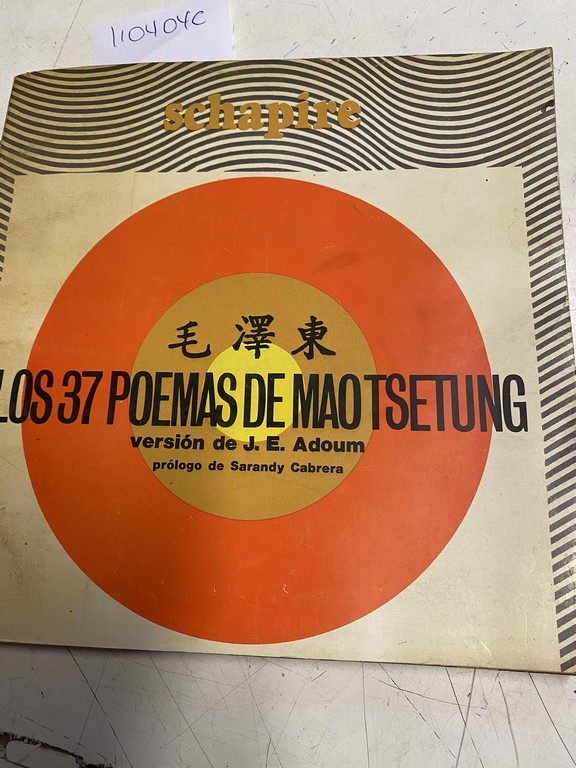 110404C
schapire
毛澤東
LOS 37 POEMAS DE MAO TSETUNG
versión de J. E. Adoum
prólogo de Sarandy Cabrera